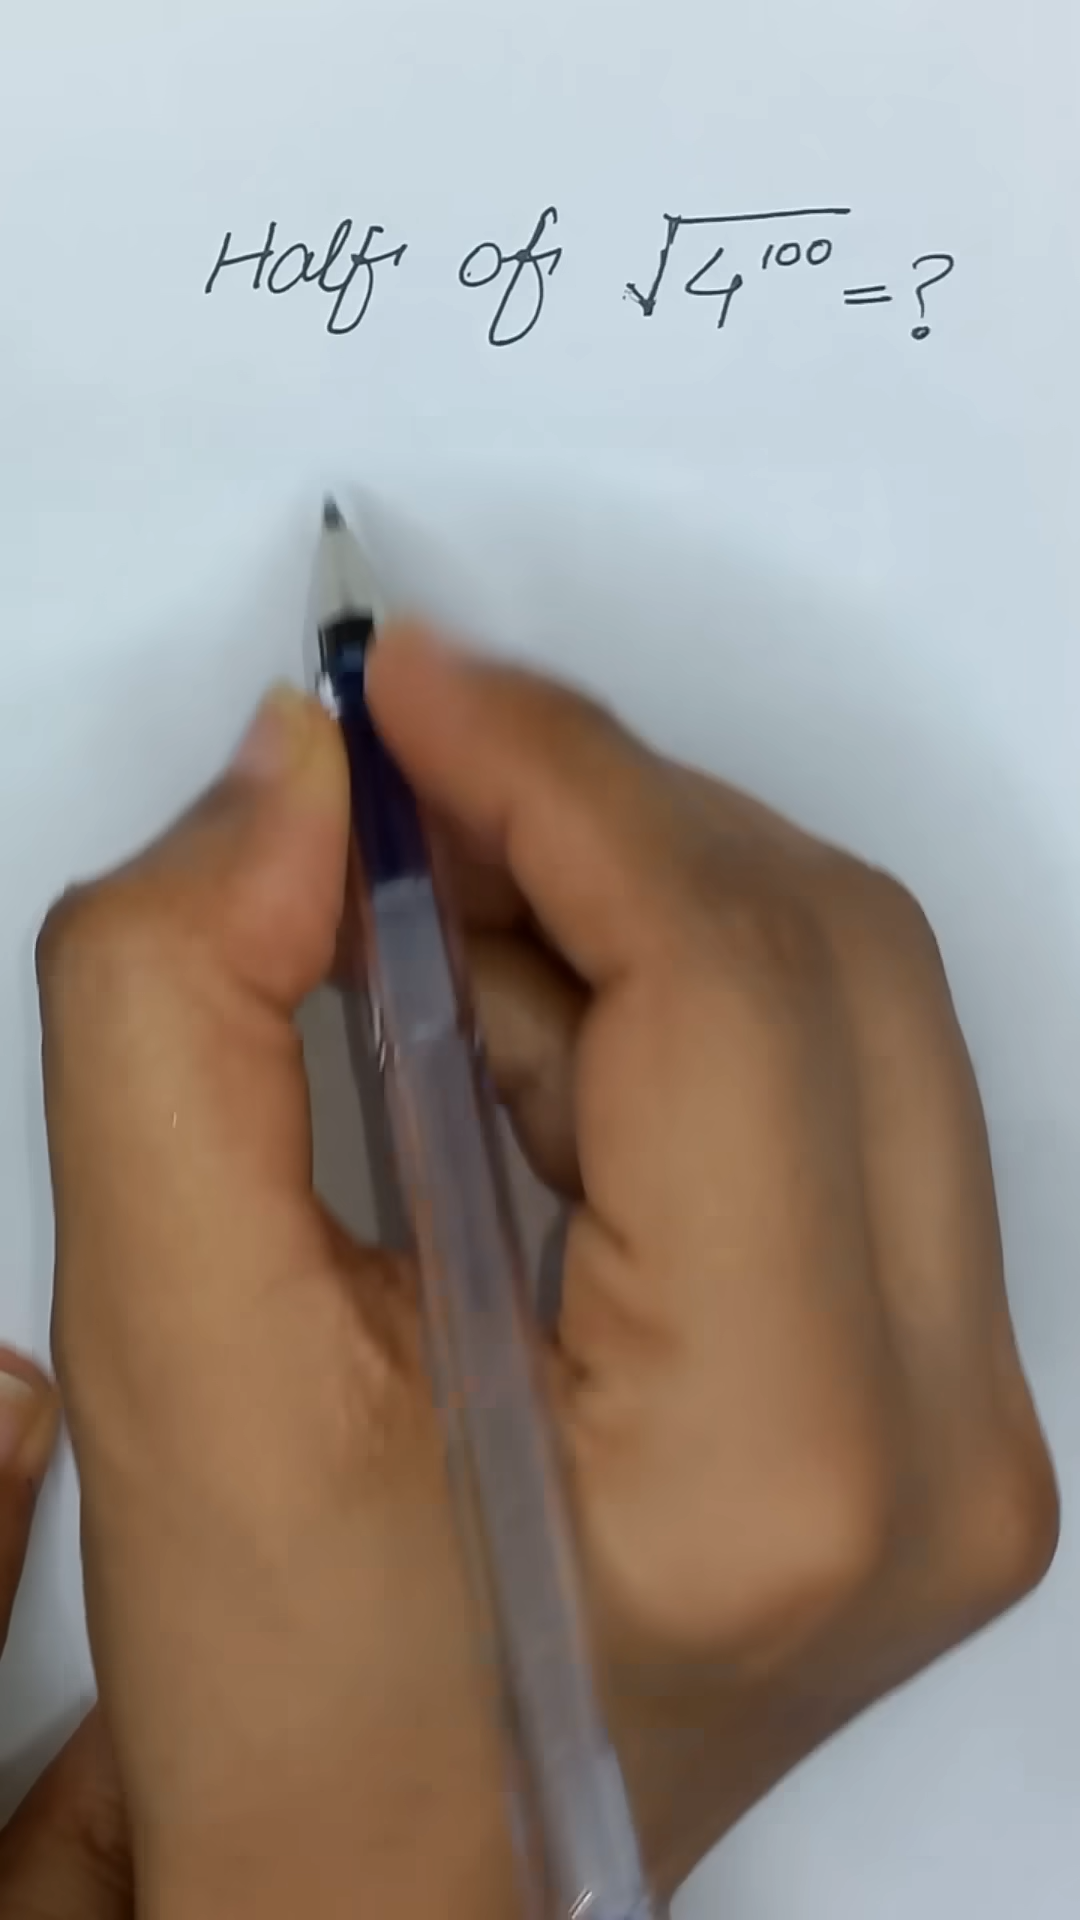 Half of √4¹⁰⁰ = ?